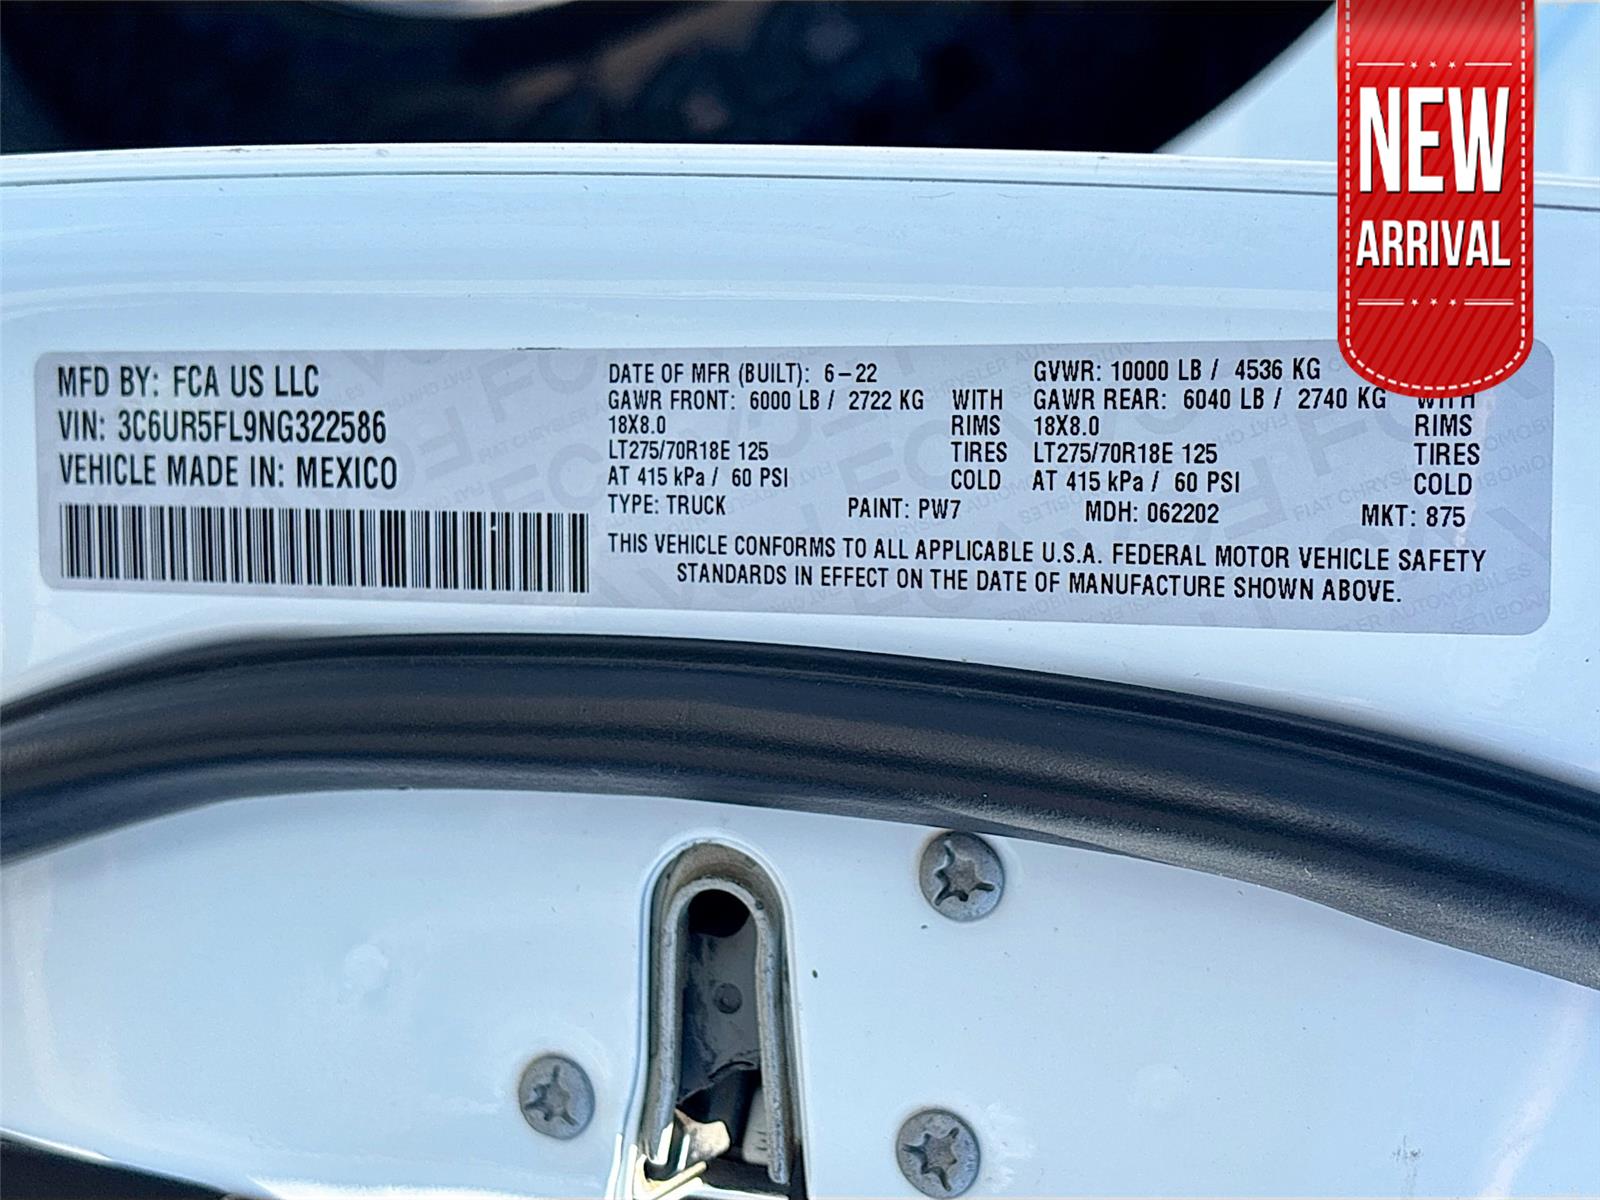 NEW
ARRIVAL
MFD BY: FCA US LLC
VIN: 3C6UR5FL9NG322586
VEHICLE MADE IN: MEXICO
DATE OF MFR (BUILT): 6-22
GAWR FRONT: 6000 LB / 2722 KG WITH
18X8.0 RIMS
LT275/70R18E 125 TIRES
AT 415 kPa / 60 PSI COLD
TYPE: TRUCK PAINT: PW7
GVWR: 10000 LB / 4536 KG
GAWR REAR: 6040 LB / 2740 KG WITH
18X8.0 RIMS
LT275/70R18E 125 TIRES
AT 415 kPa / 60 PSI COLD
MDH: 062202 MKT: 875
THIS VEHICLE CONFORMS TO ALL APPLICABLE U.S.A. FEDERAL MOTOR VEHICLE SAFETY
STANDARDS IN EFFECT ON THE DATE OF MANUFACTURE SHOWN ABOVE.